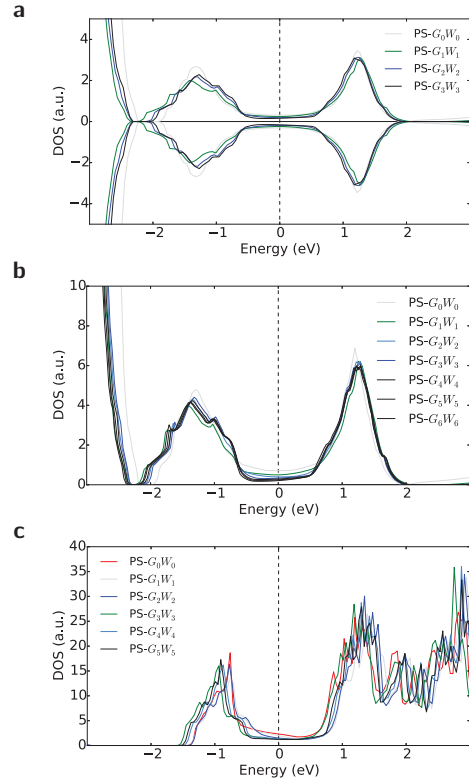 a
4
2
0
−2
−4
DOS (a.u.)
PS-G₀W₀
PS-G₁W₁
PS-G₂W₂
PS-G₃W₃
−2 −1 0 1 2
Energy (eV)
b
10
8
6
4
2
0
DOS (a.u.)
PS-G₀W₀
PS-G₁W₁
PS-G₂W₂
PS-G₃W₃
PS-G₄W₄
PS-G₅W₅
PS-G₆W₆
−2 −1 0 1 2
Energy (eV)
c
40
35
30
25
20
15
10
5
0
DOS (a.u.)
PS-G₀W₀
PS-G₁W₁
PS-G₂W₂
PS-G₃W₃
PS-G₄W₄
PS-G₅W₅
−2 −1 0 1 2
Energy (eV)